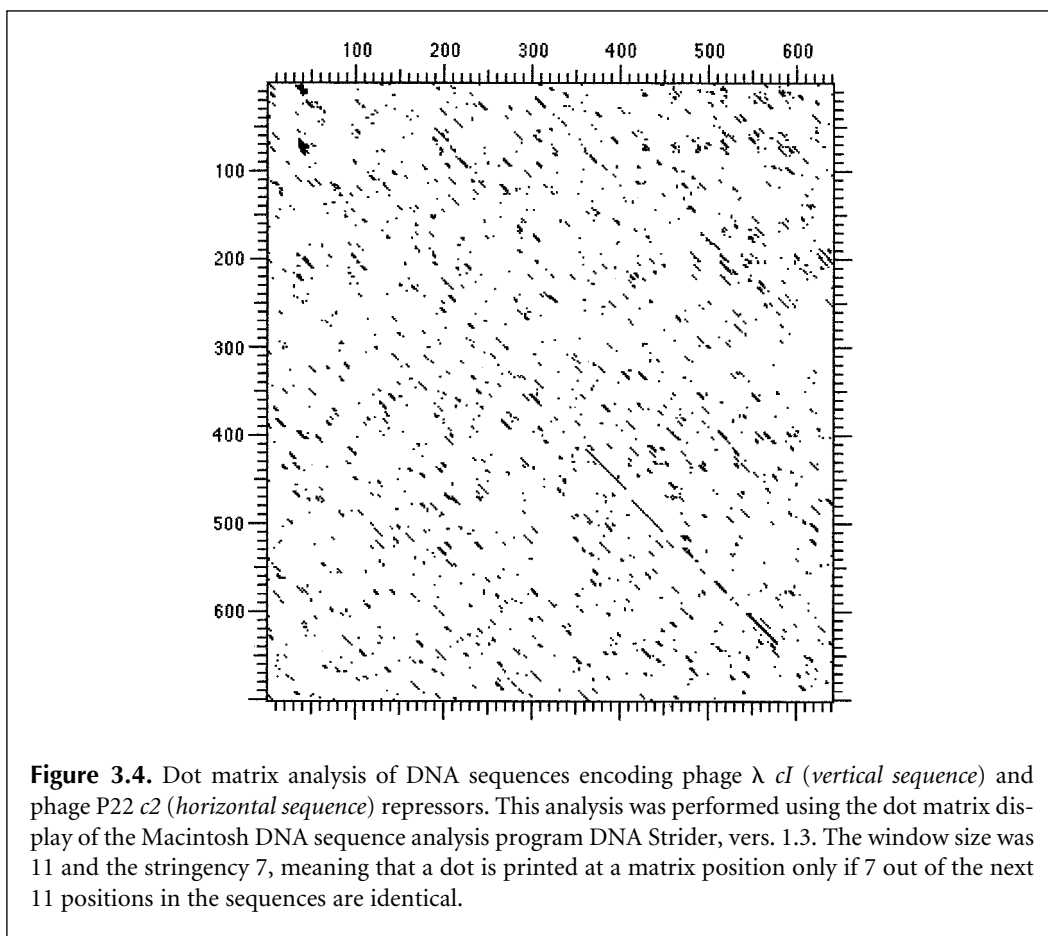 100 200 300 400 500 600
100
200
300
400
500
600
Figure 3.4. Dot matrix analysis of DNA sequences encoding phage λ cI (vertical sequence) and
phage P22 c2 (horizontal sequence) repressors. This analysis was performed using the dot matrix dis-
play of the Macintosh DNA sequence analysis program DNA Strider, vers. 1.3. The window size was
11 and the stringency 7, meaning that a dot is printed at a matrix position only if 7 out of the next
11 positions in the sequences are identical.